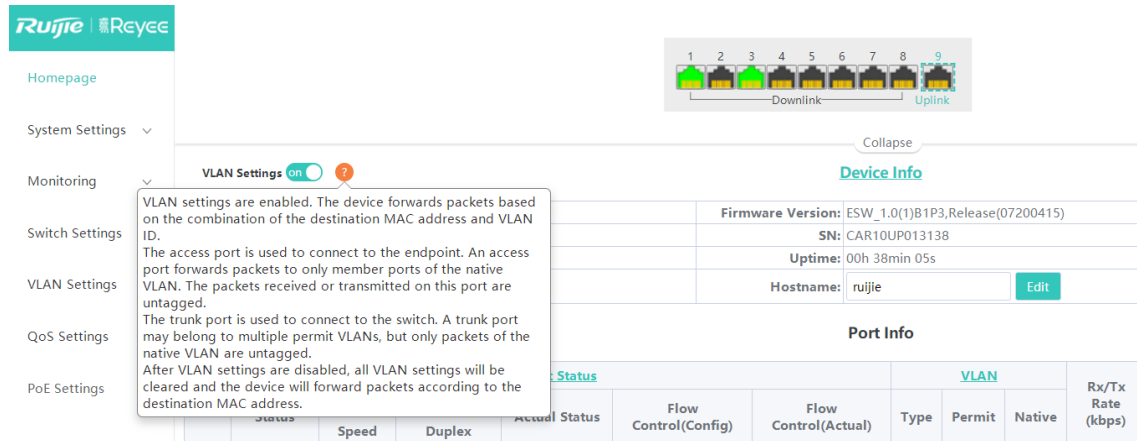 Ruijie | 睿易Reyee
Homepage
System Settings
Monitoring
Switch Settings
VLAN Settings
QoS Settings
PoE Settings
1 2 3 4 5 6 7 8 9
Downlink
Uplink
Collapse
VLAN Settings on ?
Device Info
VLAN settings are enabled. The device forwards packets based
on the combination of the destination MAC address and VLAN
ID.
The access port is used to connect to the endpoint. An access
port forwards packets to only member ports of the native
VLAN. The packets received or transmitted on this port are
untagged.
The trunk port is used to connect to the switch. A trunk port
may belong to multiple permit VLANs, but only packets of the
native VLAN are untagged.
After VLAN settings are disabled, all VLAN settings will be
cleared and the device will forward packets according to the
destination MAC address.
Firmware Version: ESW_1.0(1)B1P3,Release(07200415)
SN: CAR10UP013138
Uptime: 00h 38min 05s
Hostname: ruijie Edit
Port Info
Status
VLAN
Rx/Tx
Rate
(kbps)
Status
Speed
Duplex
Actual Status
Flow
Control(Config)
Flow
Control(Actual)
Type
Permit
Native